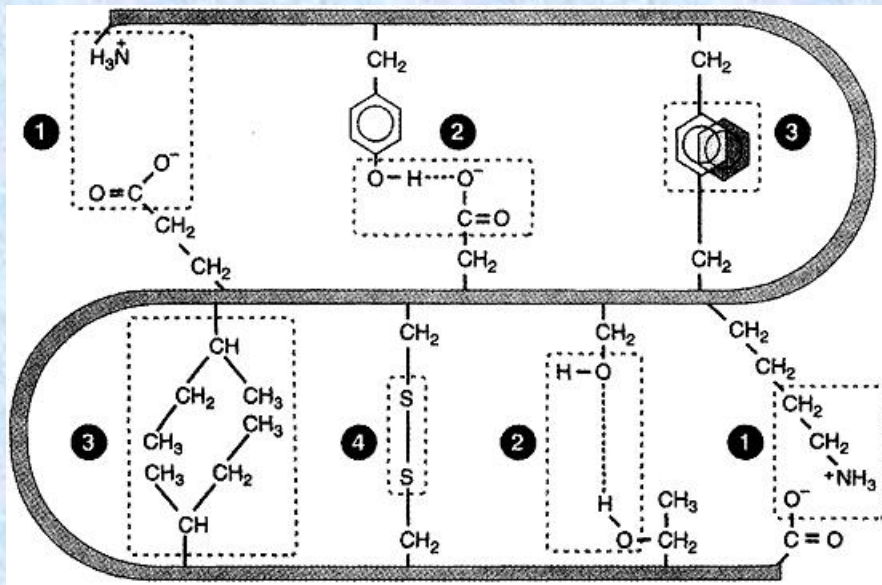 H₃N⁺
CH₂
CH₂
1
2
3
O⁻
O=C
O-H
O⁻
C=O
CH₂
CH₂
CH₂
CH₂
CH
CH₂
CH₂
CH₂
CH₂
CH₂
CH₃
H-O
S
CH₂
CH₃
CH₃
3
4
2
CH₂
1
CH₃
CH₂
S
H
CH₃
O⁻
⁺NH₃
CH
CH₂
O
CH₂
C=O